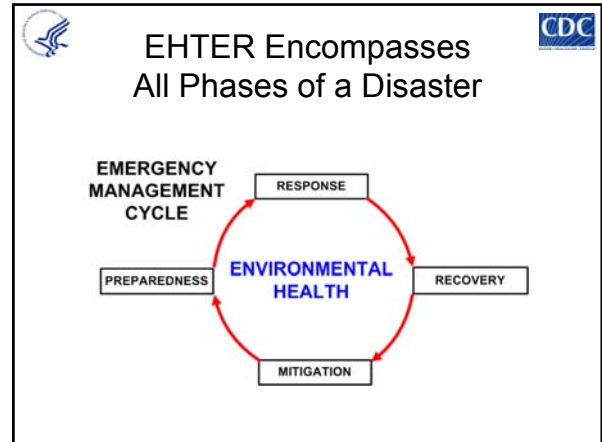 CDC
EHTER Encompasses
All Phases of a Disaster
EMERGENCY
MANAGEMENT
CYCLE
RESPONSE
PREPAREDNESS
ENVIRONMENTAL
HEALTH
RECOVERY
MITIGATION